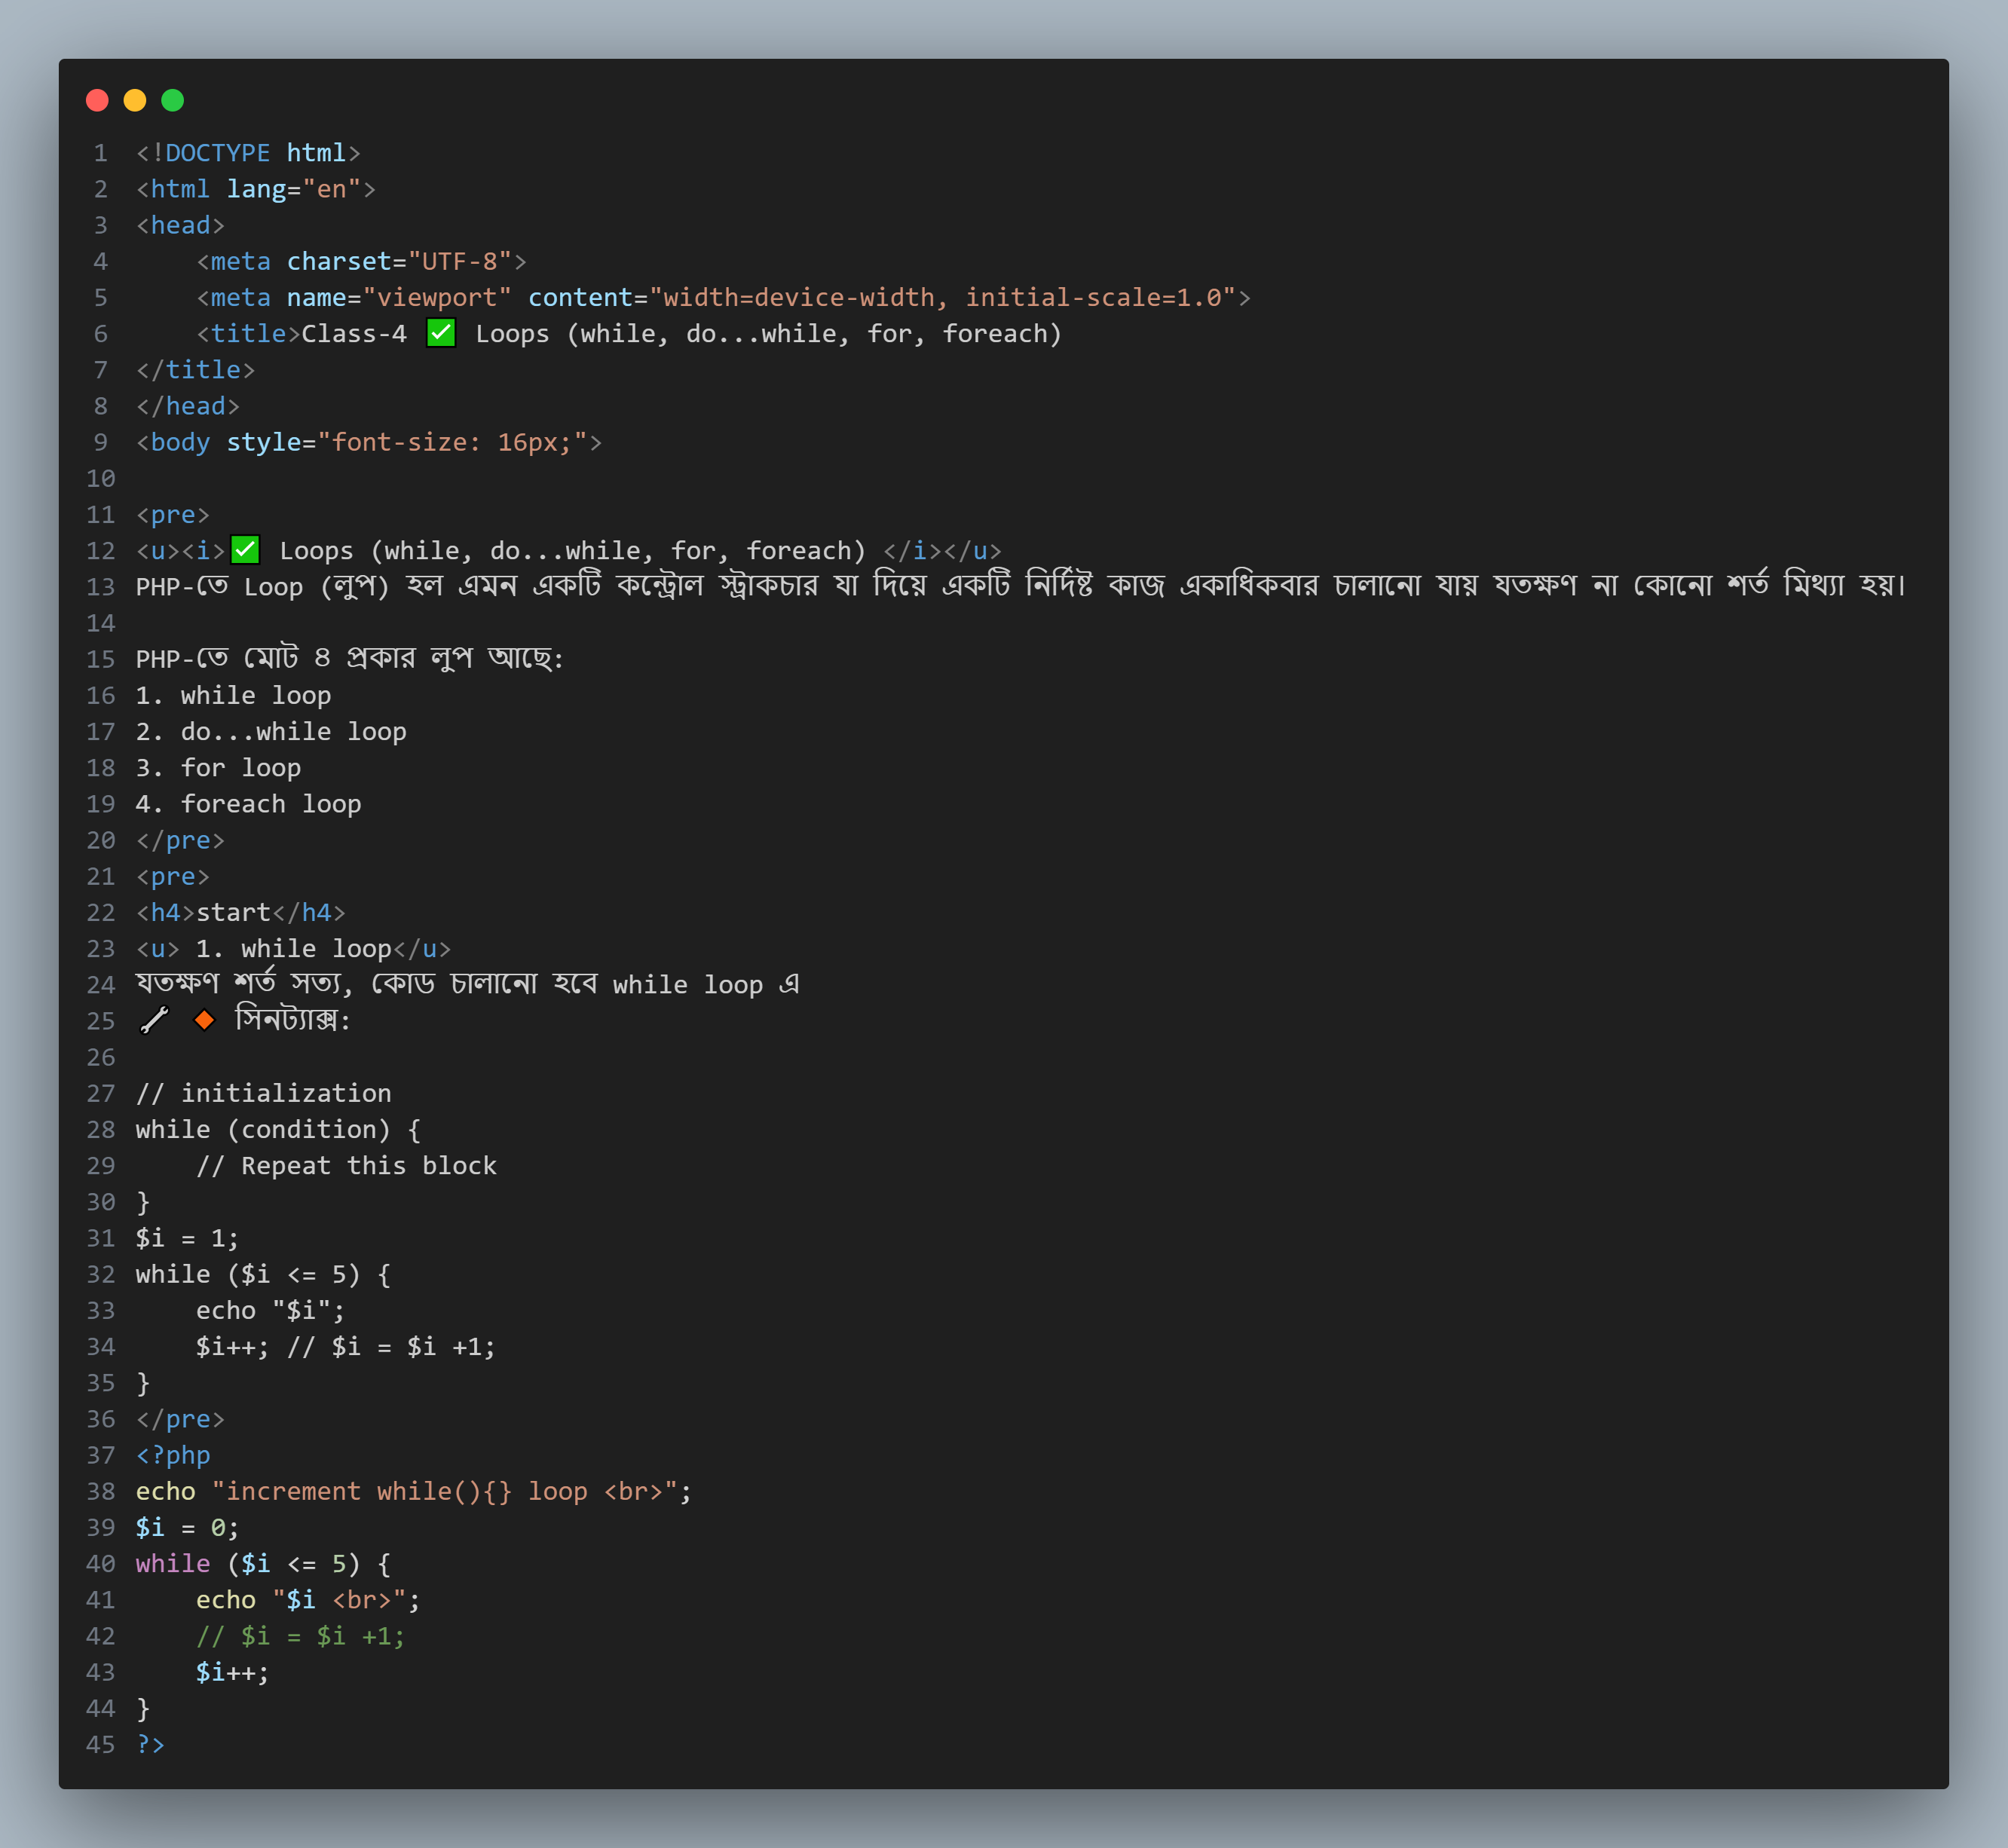 1 <!DOCTYPE html>
2 <html lang="en">
3 <head>
4     <meta charset="UTF-8">
5     <meta name="viewport" content="width=device-width, initial-scale=1.0">
6     <title>Class-4 ✅ Loops (while, do...while, for, foreach)
7 </title>
8 </head>
9 <body style="font-size: 16px;">
10
11 <pre>
12 <u><i>✅ Loops (while, do...while, for, foreach) </i></u>
13 PHP-তে Loop (লুপ) হল এমন একটি কন্ট্রোল স্ট্রাকচার যা দিয়ে একটি নির্দিষ্ট কাজ একাধিকবার চালানো যায় যতক্ষণ না কোনো শর্ত মিথ্যা হয়।
14
15 PHP-তে মোট ৪ প্রকার লুপ আছে:
16 1. while loop
17 2. do...while loop
18 3. for loop
19 4. foreach loop
20 </pre>
21 <pre>
22 <h4>start</h4>
23 <u> 1. while loop</u>
24 যতক্ষণ শর্ত সত্য, কোড চালানো হবে while loop এ
25 🔧 🔸 সিনট্যাক্স:
26
27 // initialization
28 while (condition) {
29     // Repeat this block
30 }
31 $i = 1;
32 while ($i <= 5) {
33     echo "$i";
34     $i++; // $i = $i +1;
35 }
36 </pre>
37 <?php
38 echo "increment while(){} loop <br>";
39 $i = 0;
40 while ($i <= 5) {
41     echo "$i <br>";
42     // $i = $i +1;
43     $i++;
44 }
45 ?>